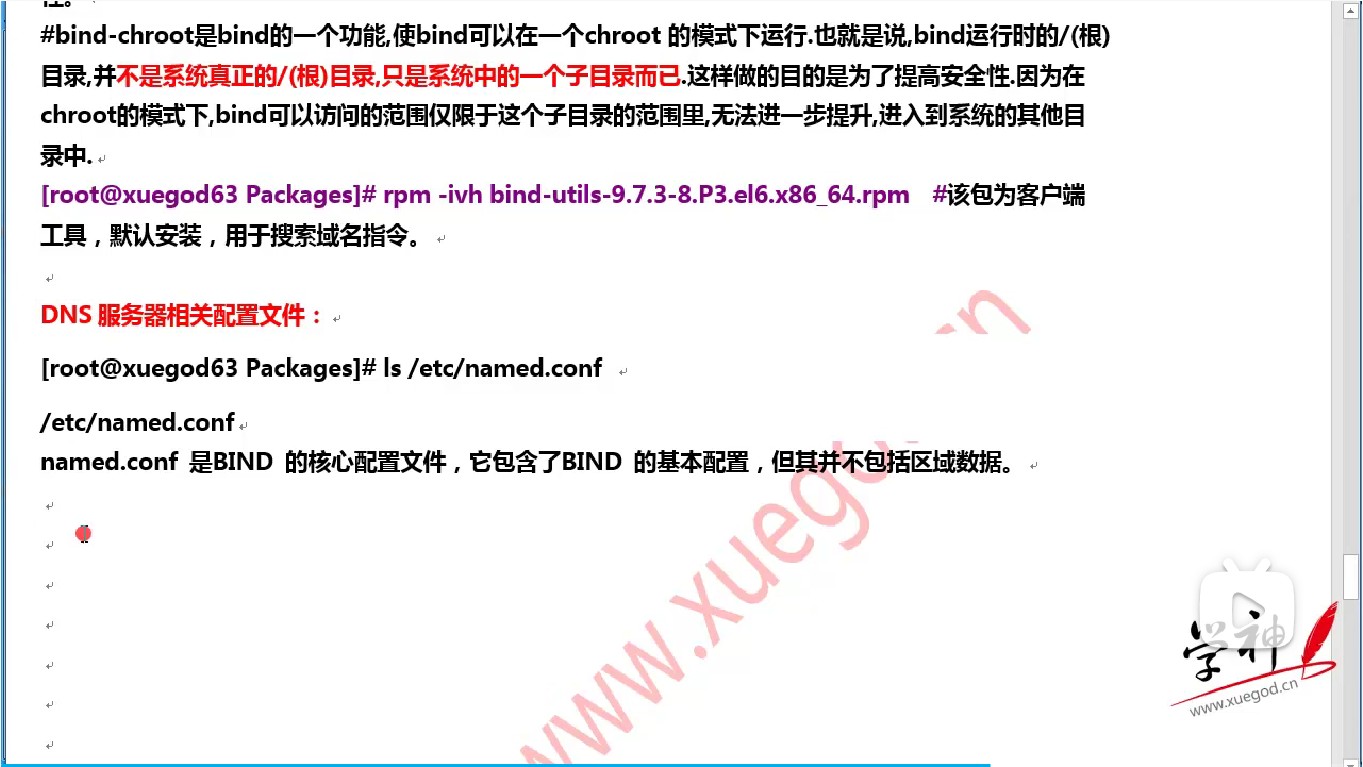 #bind-chroot是bind的一个功能,使bind可以在一个chroot 的模式下运行.也就是说,bind运行时的/(根)
目录,并不是系统真正的/(根)目录,只是系统中的一个子目录而已.这样做的目的是为了提高安全性.因为在
chroot的模式下,bind可以访问的范围仅限于这个子目录的范围里,无法进一步提升,进入到系统的其他目
录中.
[root@xuegod63 Packages]# rpm -ivh bind-utils-9.7.3-8.P3.el6.x86_64.rpm #该包为客户端
工具，默认安装，用于搜索域名指令。
DNS 服务器相关配置文件：
[root@xuegod63 Packages]# ls /etc/named.conf
/etc/named.conf
named.conf 是BIND 的核心配置文件，它包含了BIND 的基本配置，但其并不包括区域数据。
www.xuego
cn
学神
www.xuegod.cn